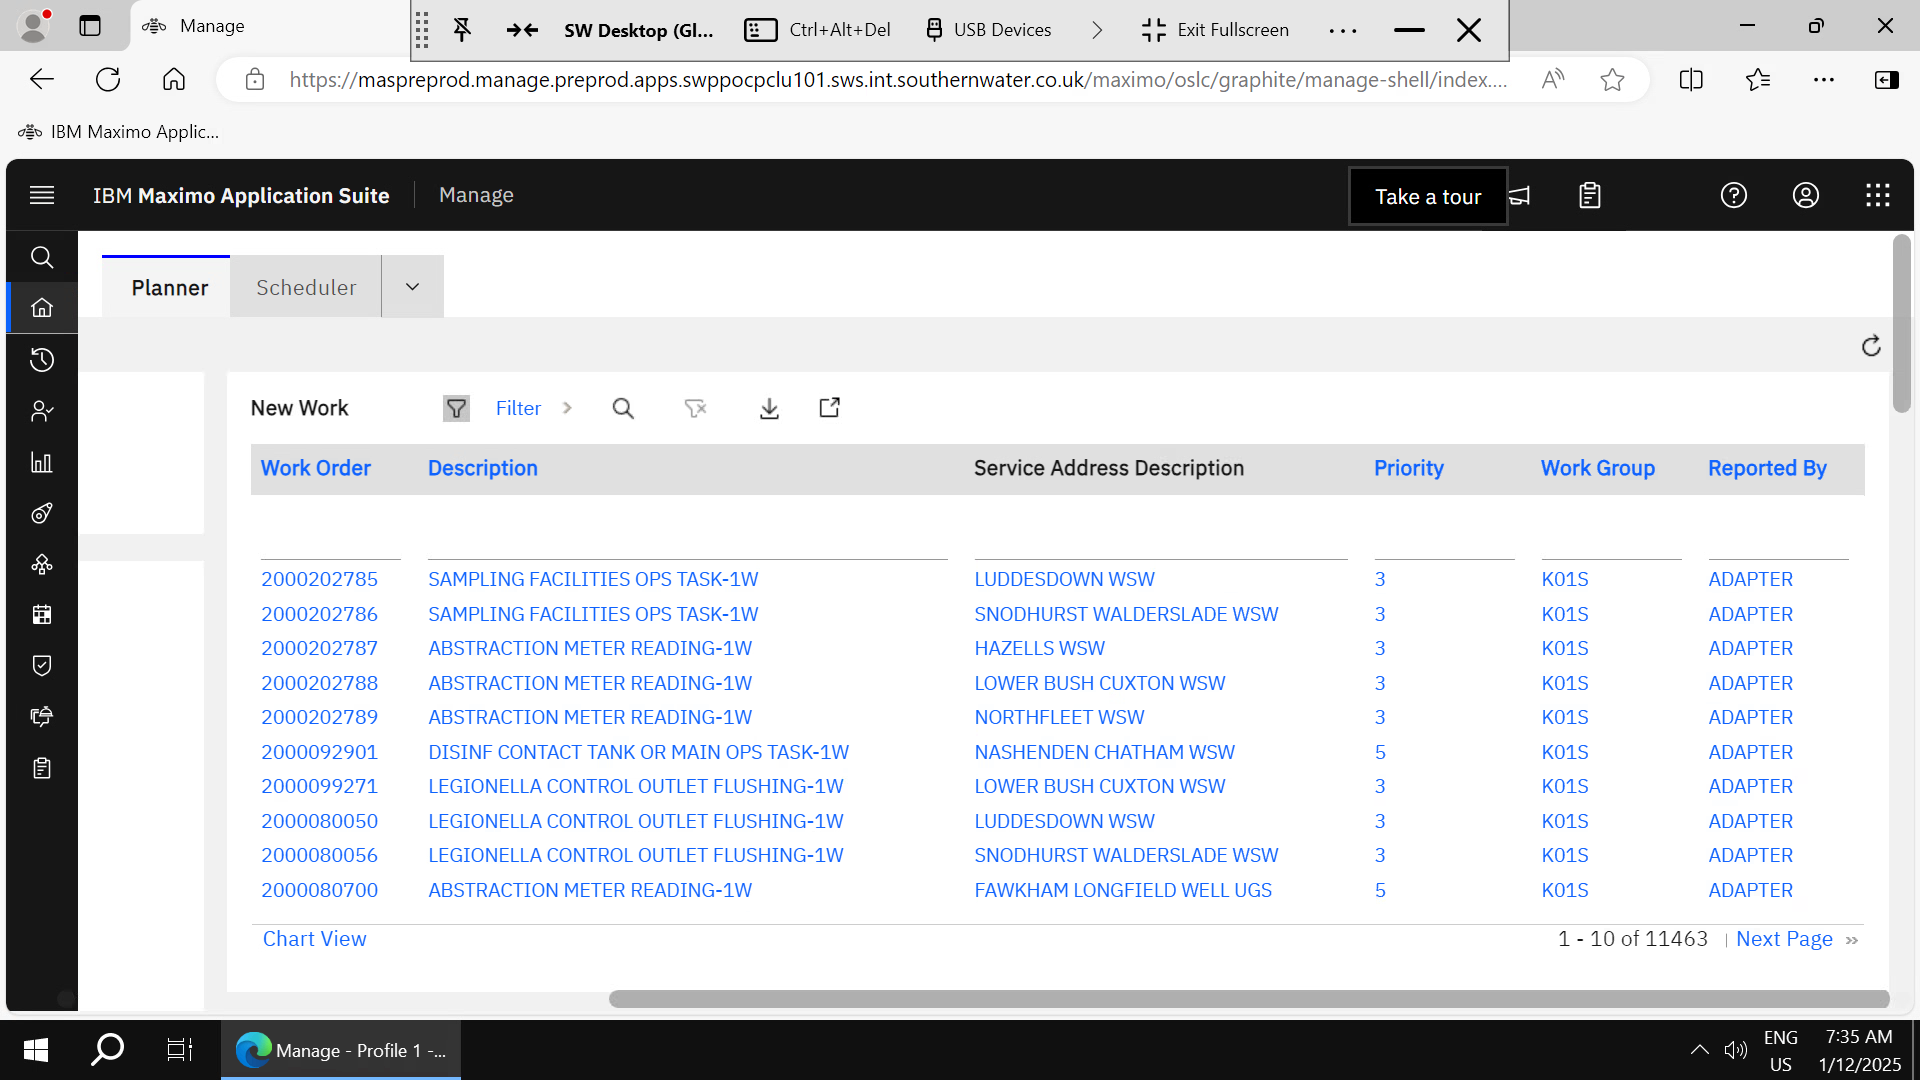 Manage
SW Desktop (Gl...
Ctrl+Alt+Del
USB Devices
Exit Fullscreen
https://maspreprod.manage.preprod.apps.swppocpclu101.sws.int.southernwater.co.uk/maximo/oslc/graphite/manage-shell/index....
IBM Maximo Applic...
IBM Maximo Application Suite
Manage
Take a tour
Planner
Scheduler
New Work
Filter
Work Order Description Service Address Description Priority Work Group Reported By
2000202785 SAMPLING FACILITIES OPS TASK-1W LUDDESDOWN WSW 3 K01S ADAPTER
2000202786 SAMPLING FACILITIES OPS TASK-1W SNODHURST WALDERSLADE WSW 3 K01S ADAPTER
2000202787 ABSTRACTION METER READING-1W HAZELLS WSW 3 K01S ADAPTER
2000202788 ABSTRACTION METER READING-1W LOWER BUSH CUXTON WSW 3 K01S ADAPTER
2000202789 ABSTRACTION METER READING-1W NORTHFLEET WSW 3 K01S ADAPTER
2000092901 DISINF CONTACT TANK OR MAIN OPS TASK-1W NASHENDEN CHATHAM WSW 5 K01S ADAPTER
2000099271 LEGIONELLA CONTROL OUTLET FLUSHING-1W LOWER BUSH CUXTON WSW 3 K01S ADAPTER
2000080050 LEGIONELLA CONTROL OUTLET FLUSHING-1W LUDDESDOWN WSW 3 K01S ADAPTER
2000080056 LEGIONELLA CONTROL OUTLET FLUSHING-1W SNODHURST WALDERSLADE WSW 3 K01S ADAPTER
2000080700 ABSTRACTION METER READING-1W FAWKHAM LONGFIELD WELL UGS 5 K01S ADAPTER
Chart View
1 - 10 of 11463 | Next Page »
Manage - Profile 1 -...
ENG
US
7:35 AM
1/12/2025